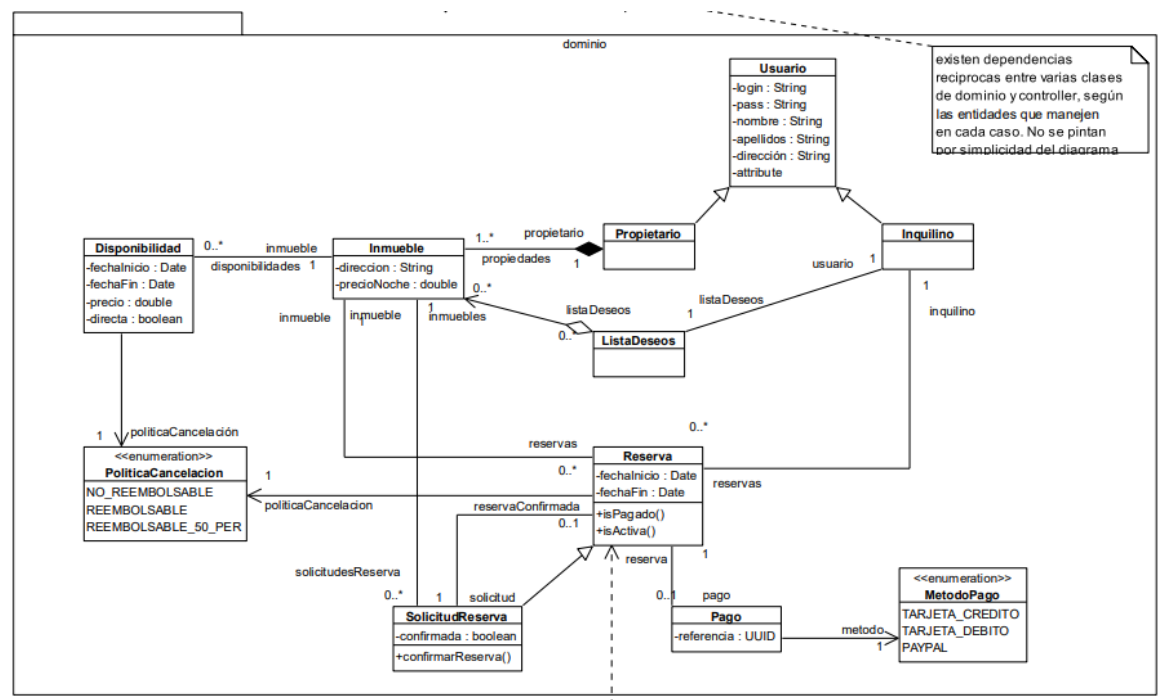 dominio
existen dependencias
reciprocas entre varias clases
de dominio y controller, según
las entidades que manejen
en cada caso. No se pintan
por simplicidad del diagrama
Usuario
-login : String
-pass : String
-nombre : String
-apellidos : String
-dirección : String
-attribute
Disponibilidad
-fechaInicio : Date
-fechaFin : Date
-precio : double
-directa : boolean
0..*
inmueble
disponibilidades
1
Inmueble
-direccion : String
-precioNoche : double
1..*
propietario
propiedades
1
Propietario
Inquilino
usuario
1
1
inquilino
0..*
listaDeseos
0..*
ListaDeseos
listaDeseos
1
inmueble
inmueble
1
1
inmuebles
1
politicaCancelación
<<enumeration>>
PoliticaCancelacion
NO_REEMBOLSABLE
REEMBOLSABLE
REEMBOLSABLE_50_PER
1
politicaCancelacion
reservas
0..*
reservaConfirmada
0..1
Reserva
-fechaInicio : Date
-fechaFin : Date
+isPagado()
+isActiva()
0..*
reservas
solicitudesReserva
0..*
1
solicitud
SolicitudReserva
-confirmada : boolean
+confirmarReserva()
reserva
1
0..1
pago
Pago
-referencia : UUID
metodo
1
<<enumeration>>
MetodoPago
TARJETA_CREDITO
TARJETA_DEBITO
PAYPAL